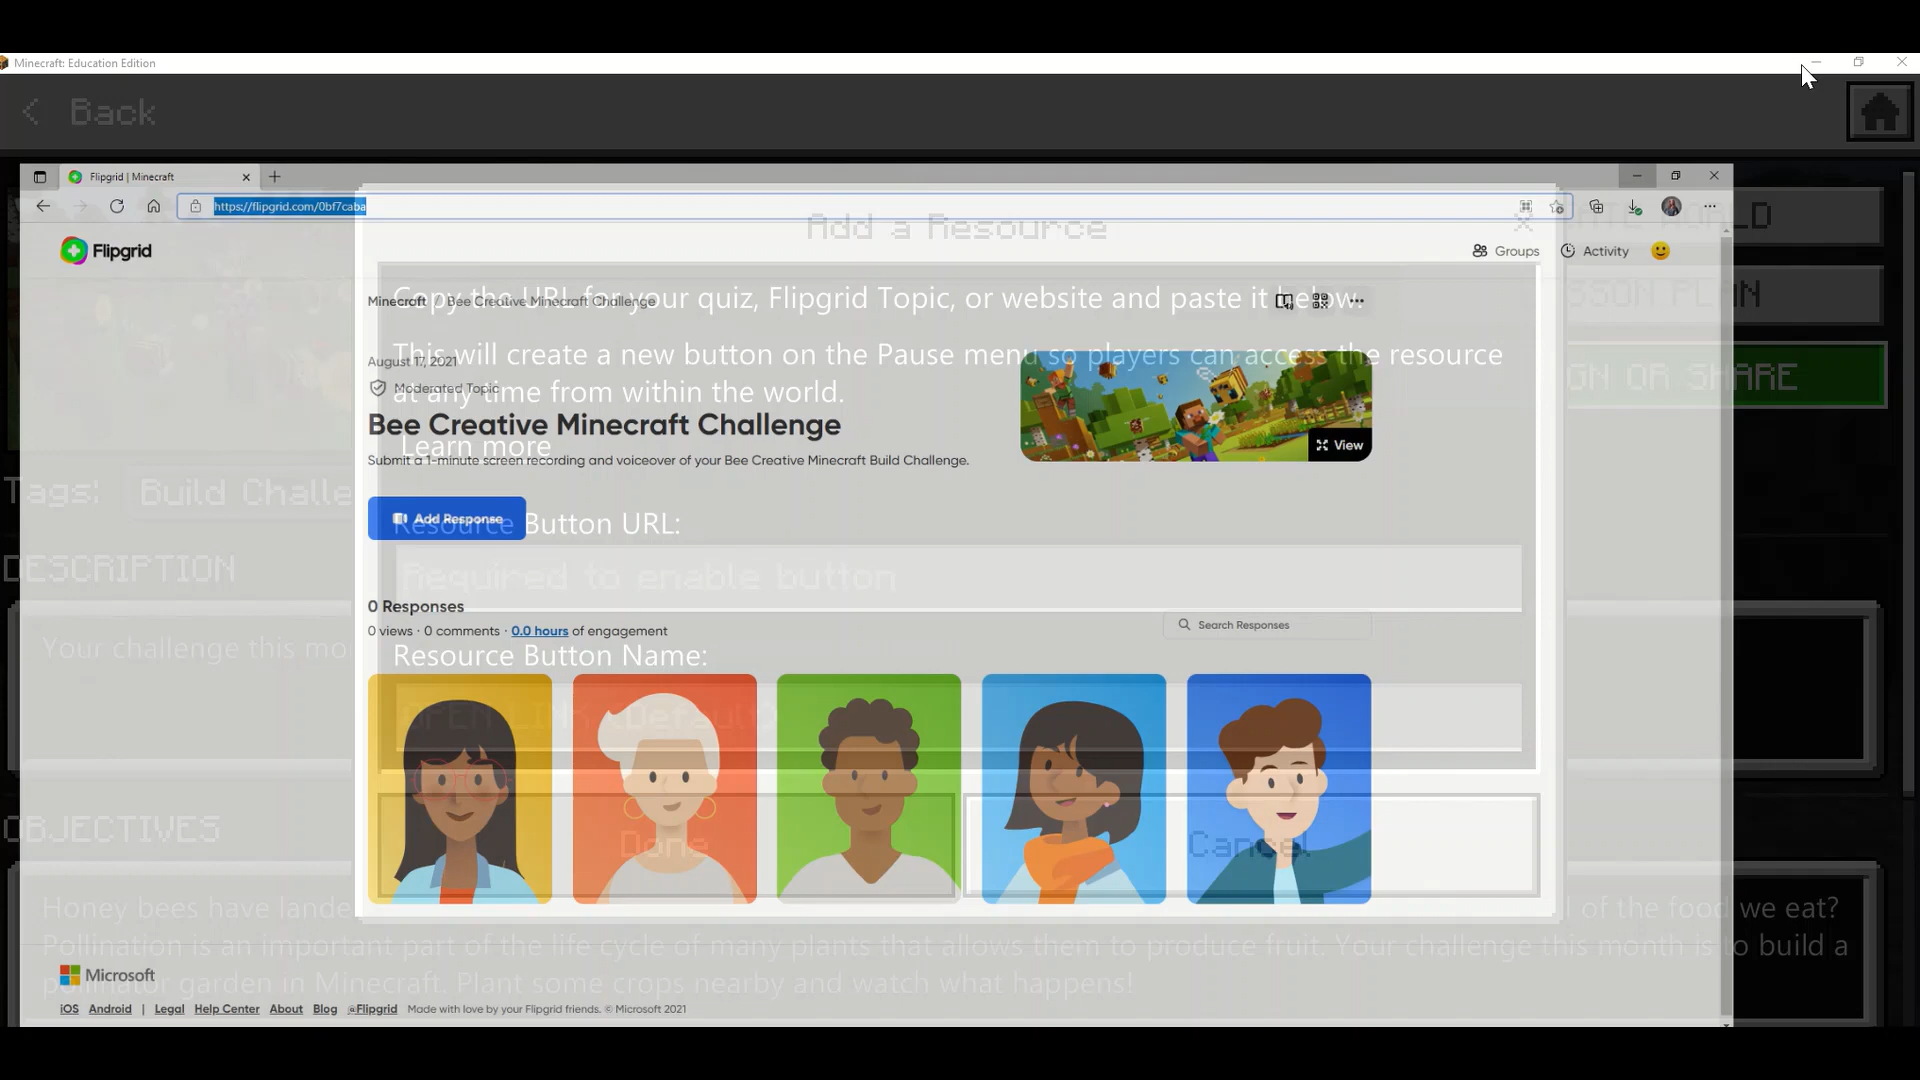 Minecraft: Education Edition
Back
Flipgrid | Minecraft
https://flipgrid.com/0bf7caba
Add a Resource
X
Flipgrid
Groups
Activity
Minecraft / Bee Creative Minecraft Challenge
Copy the URL for your quiz, Flipgrid Topic, or website and paste it below.
August 17, 2021
This will create a new button on the Pause menu so players can access the resource
at any time from within the world.
Moderated Topic
Bee Creative Minecraft Challenge
View
Learn more
Submit a 1-minute screen recording and voiceover of your Bee Creative Minecraft Build Challenge.
OR SHARE
Tags: Build Challe
Add Response
Resource Button URL:
DESCRIPTION
Required to enable button
0 Responses
0 views · 0 comments · 0.0 hours of engagement
Search Responses
Your challenge this mo
Resource Button Name:
OPEN LINK (Default)
OBJECTIVES
Done
Cancel
Honey bees have lande
of the food we eat?
Pollination is an important part of the life cycle of many plants that allows them to produce fruit. Your challenge this month is to build a
pollinator garden in Minecraft. Plant some crops nearby and watch what happens!
Microsoft
iOS Android | Legal Help Center About Blog @Flipgrid Made with love by your Flipgrid friends. © Microsoft 2021